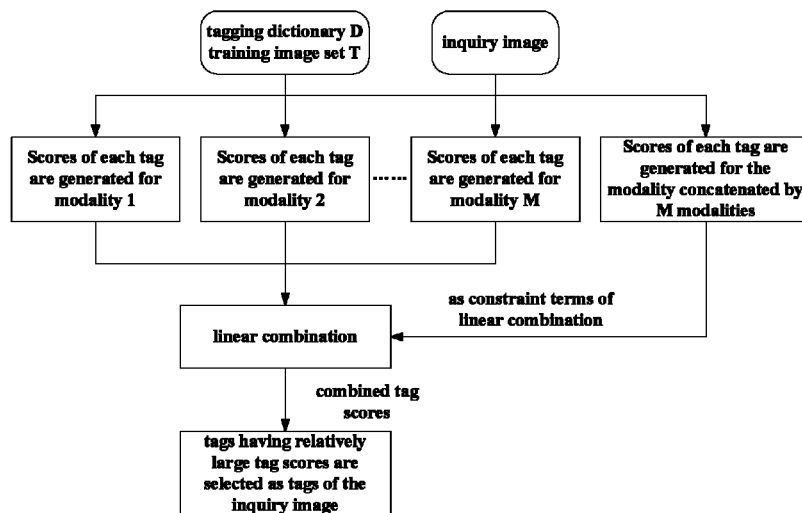 tagging dictionary D
training image set T
inquiry image
Scores of each tag
are generated for
modality 1
Scores of each tag
are generated for
modality 2
......
Scores of each tag
are generated for
modality M
Scores of each tag are
generated for the
modality concatenated by
M modalities
as constraint terms of
linear combination
linear combination
combined tag
scores
tags having relatively
large tag scores are
selected as tags of the
inquiry image